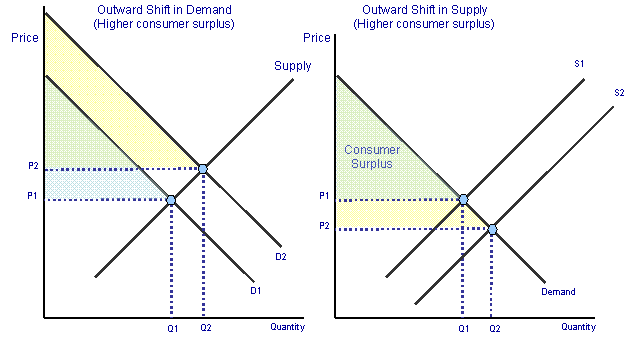 Outward Shift in Demand
(Higher consumer surplus)
Price
Supply
P2
P1
D2
D1
Q1
Q2
Quantity
Outward Shift in Supply
(Higher consumer surplus)
Price
S1
S2
Consumer
Surplus
P1
P2
Demand
Q1
Q2
Quantity